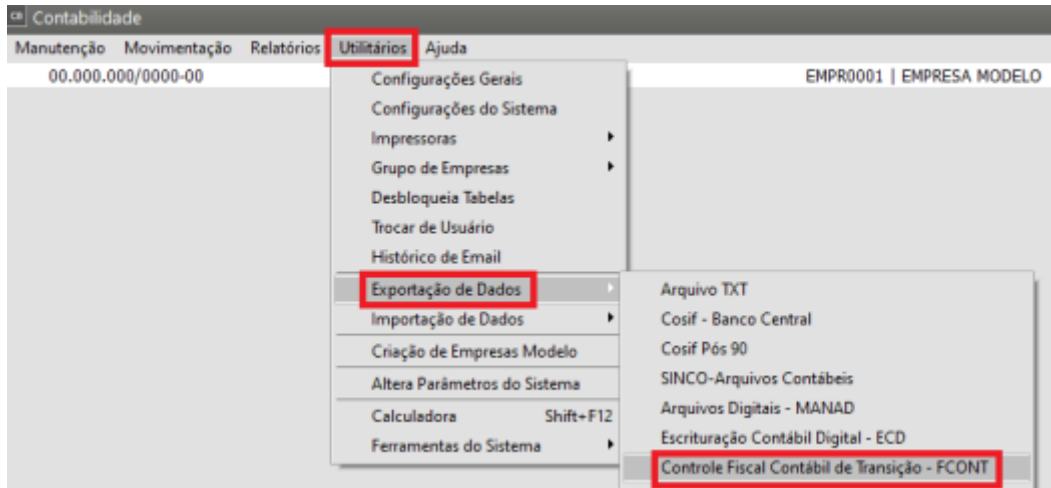 CB Contabilidade
Manutenção Movimentação Relatórios Utilitários Ajuda
00.000.000/0000-00 EMPR0001 | EMPRESA MODELO
Configurações Gerais
Configurações do Sistema
Impressoras
Grupo de Empresas
Desbloqueia Tabelas
Trocar de Usuário
Histórico de Email
Exportação de Dados
Importação de Dados
Criação de Empresas Modelo
Altera Parâmetros do Sistema
Calculadora Shift+F12
Ferramentas do Sistema
Arquivo TXT
Cosif - Banco Central
Cosif Pós 90
SINCO-Arquivos Contábeis
Arquivos Digitais - MANAD
Escrituração Contábil Digital - ECD
Controle Fiscal Contábil de Transição - FCONT